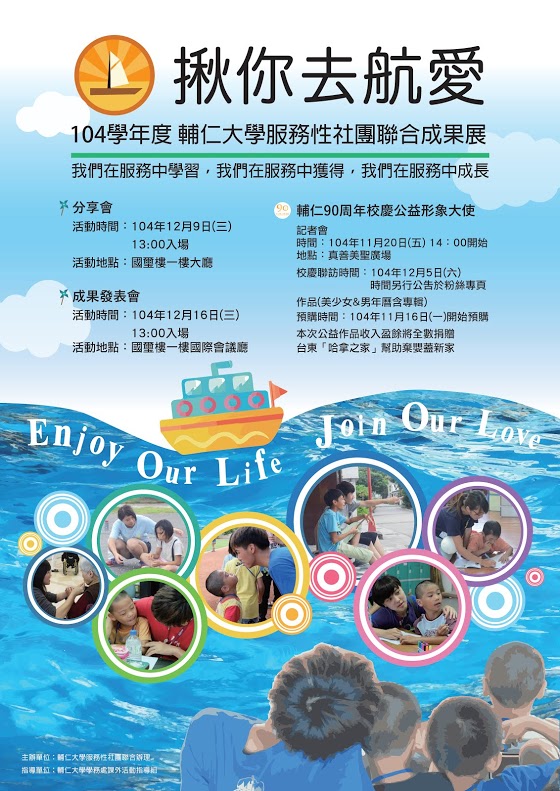 揪你去航愛
104學年度 輔仁大學服務性社團聯合成果展
我們在服務中學習，我們在服務中獲得，我們在服務中成長
分享會
活動時間：104年12月9日(三)
13:00入場
活動地點：國璽樓一樓大廳
成果發表會
活動時間：104年12月16日(三)
13:00入場
活動地點：國璽樓一樓國際會議廳
90
輔仁90周年校慶公益形象大使
記者會
時間：104年11月20日(五) 14：00開始
地點：真善美聖廣場
校慶聯訪時間：104年12月5日(六)
時間另行公告於粉絲專頁
作品(美少女&男年曆含專輯)
預購時間：104年11月16日(一)開始預購
本次公益作品收入盈餘將全數捐贈
台東「哈拿之家」幫助棄嬰蓋新家
Enjoy Our Life
Join Our Love
主辦單位：輔仁大學服務性社團聯合辦理
指導單位：輔仁大學學務處課外活動指導組